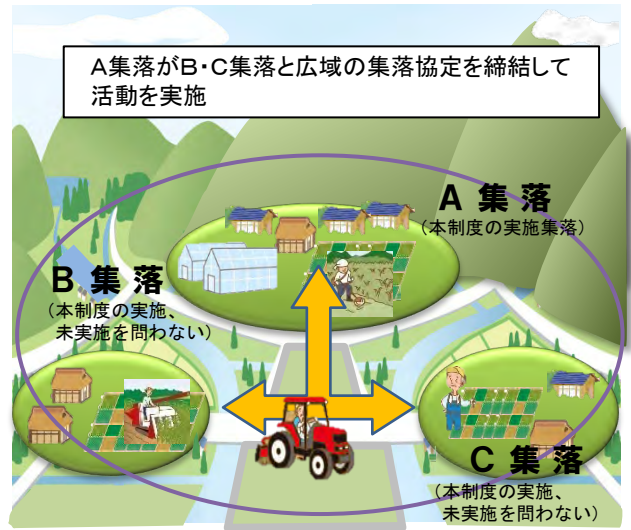 A集落がB・C集落と広域の集落協定を締結して
活動を実施
A 集 落
(本制度の実施集落)
B 集 落
(本制度の実施、
未実施を問わない)
C 集 落
(本制度の実施、
未実施を問わない)